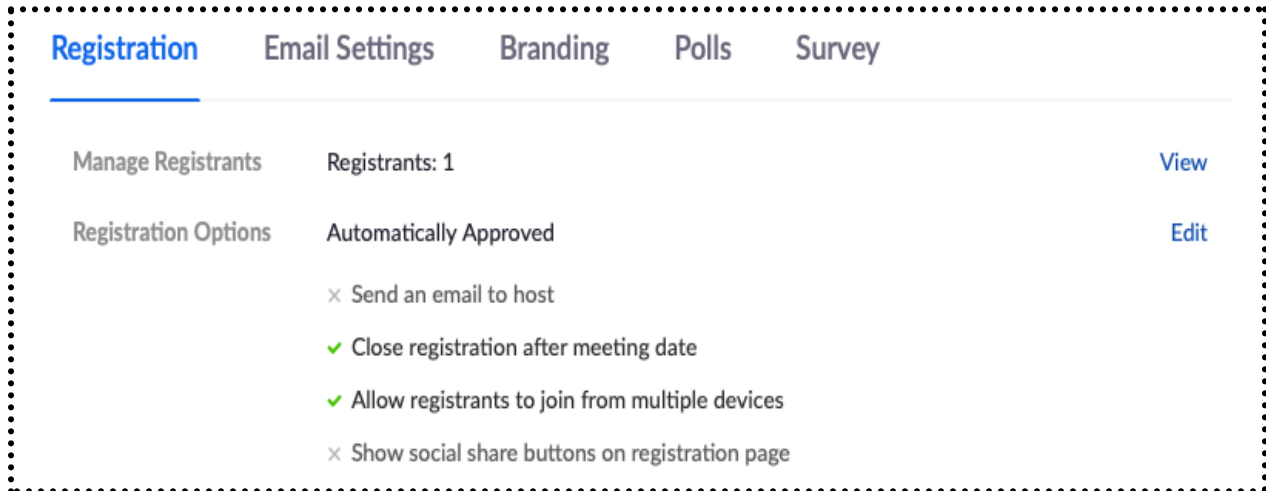 Registration Email Settings Branding Polls Survey
Manage Registrants Registrants: 1 View
Registration Options Automatically Approved Edit
Send an email to host
Close registration after meeting date
Allow registrants to join from multiple devices
Show social share buttons on registration page